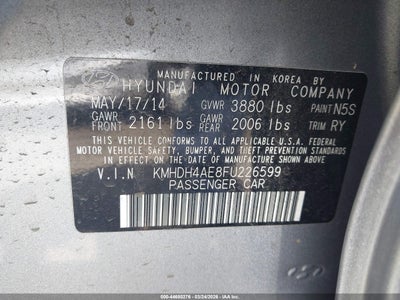 MANUFACTURED IN KOREA BY
HYUNDAI MOTOR COMPANY
MAY/17/14 GVWR 3880 lbs PAINT N5S
GAWR FRONT 2161 lbs GAWR REAR 2006 lbs TRIM RY
THIS VEHICLE CONFORMS TO ALL APPLICABLE U.S. FEDERAL
MOTOR VEHICLE SAFETY, BUMPER, AND THEFT PREVENTION STANDARDS
IN EFFECT ON THE DATE OF MANUFACTURE SHOWN ABOVE.
V.I.N KMHDH4AE8FU226599
PASSENGER CAR